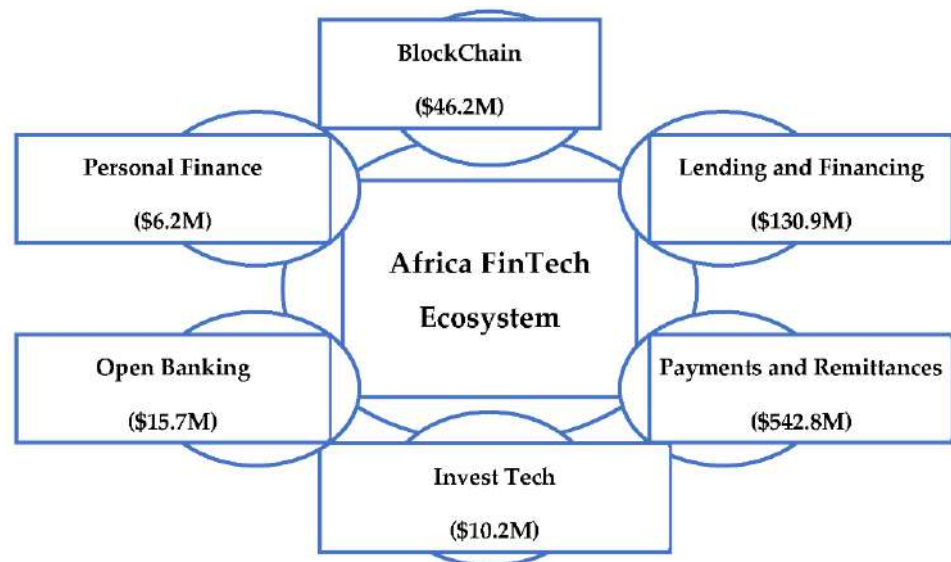 BlockChain
($46.2M)
Personal Finance
($6.2M)
Lending and Financing
($130.9M)
Africa FinTech
Ecosystem
Open Banking
($15.7M)
Payments and Remittances
($542.8M)
Invest Tech
($10.2M)